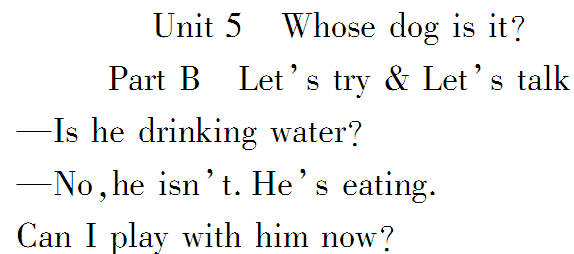 Unit 5 Whose dog is it?
Part B Let's try & Let's talk
—Is he drinking water?
—No,he isn't. He's eating.
Can I play with him now?